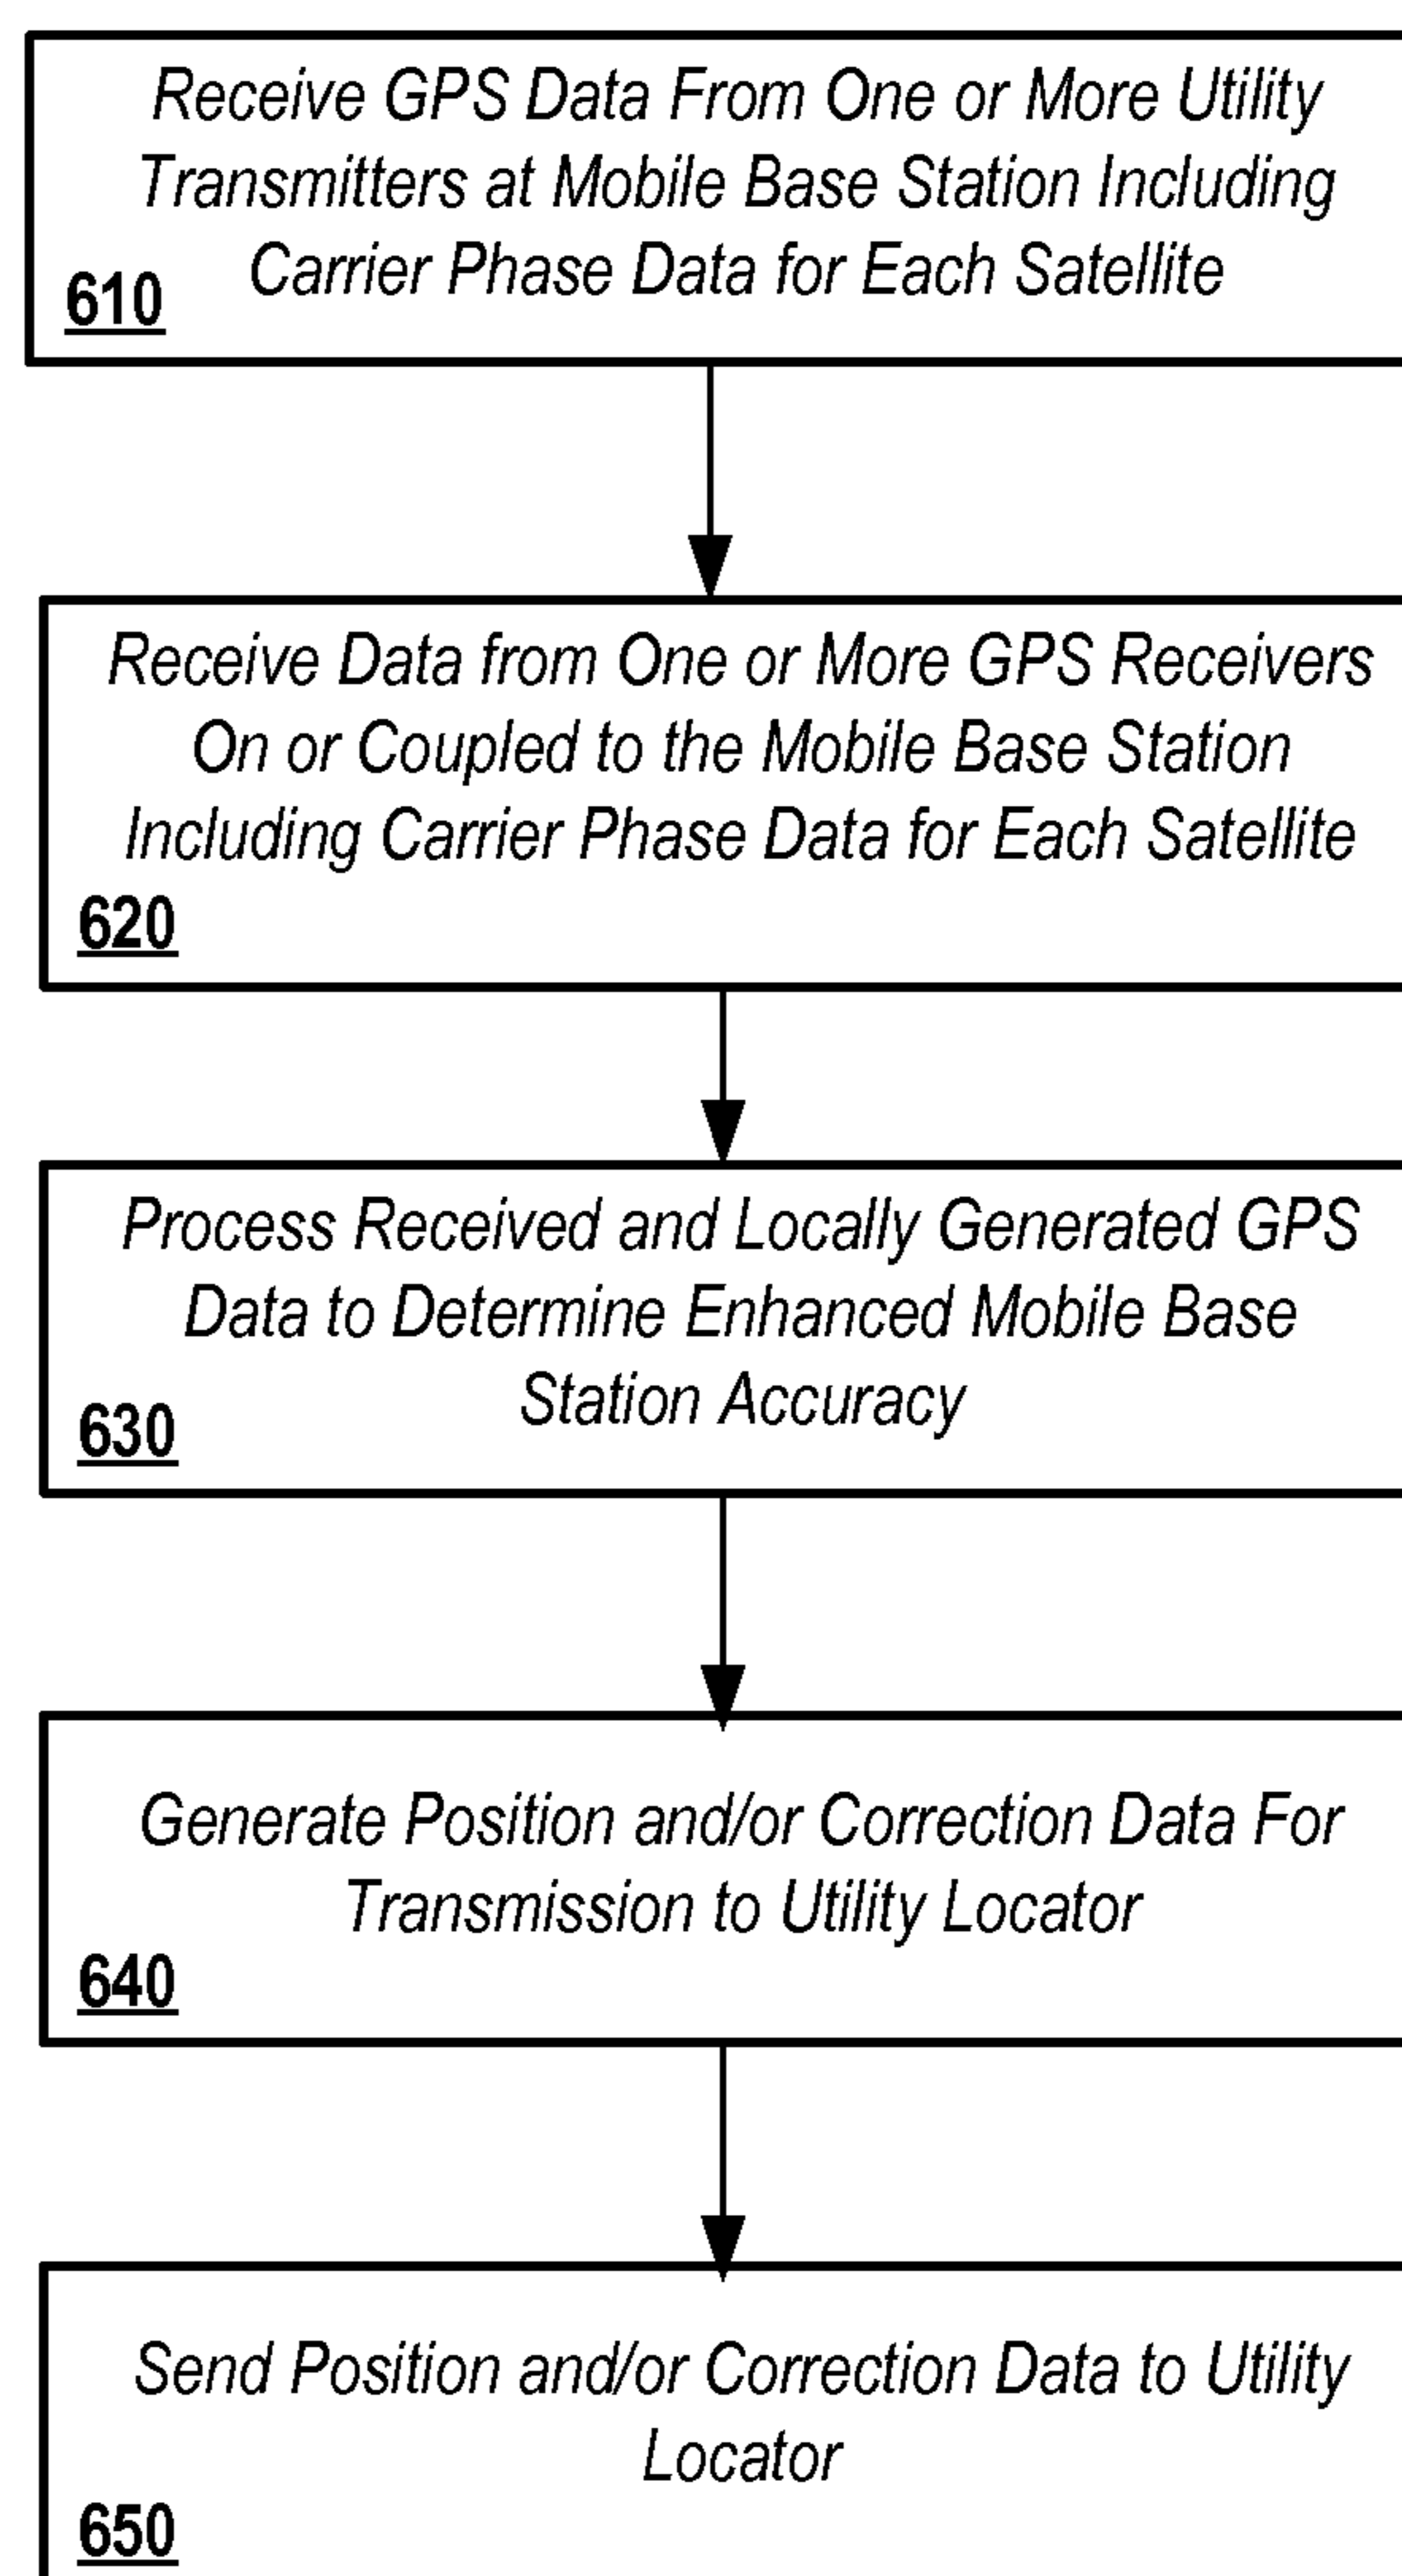 Receive GPS Data From One or More Utility
Transmitters at Mobile Base Station Including
Carrier Phase Data for Each Satellite
610
Receive Data from One or More GPS Receivers
On or Coupled to the Mobile Base Station
Including Carrier Phase Data for Each Satellite
620
Process Received and Locally Generated GPS
Data to Determine Enhanced Mobile Base
Station Accuracy
630
Generate Position and/or Correction Data For
Transmission to Utility Locator
640
Send Position and/or Correction Data to Utility
Locator
650